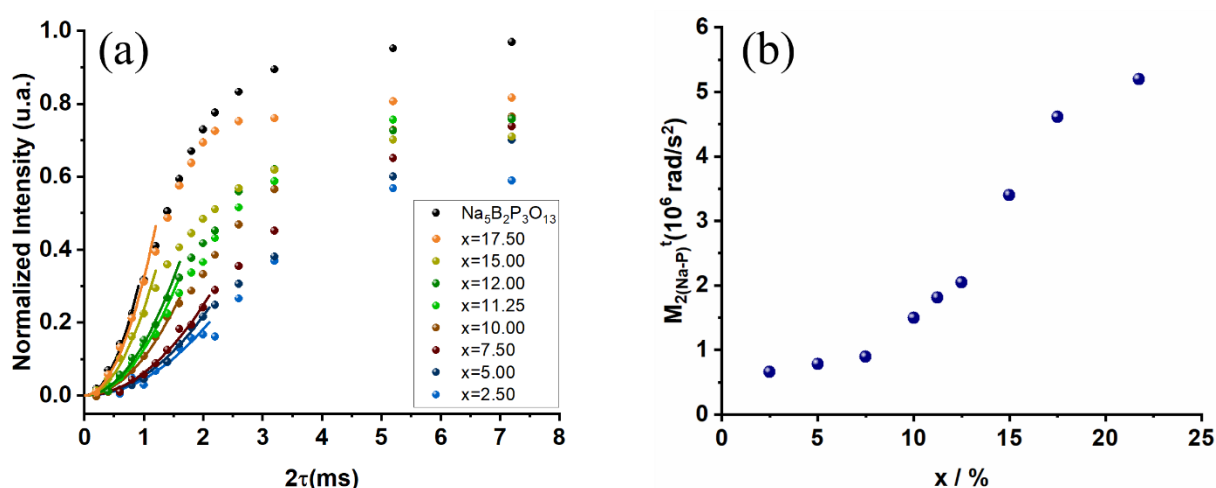 (a)
Normalized Intensity (u.a.)
1.0
0.8
0.6
0.4
0.2
0.0
Na₅B₂P₃O₁₃
x=17.50
x=15.00
x=12.00
x=11.25
x=10.00
x=7.50
x=5.00
x=2.50
0 1 2 3 4 5 6 7 8
2τ(ms)
(b)
M₂₍Na-P₎ᵗ(10⁶ rad/s²)
6
5
4
3
2
1
0
0 5 10 15 20 25
x / %